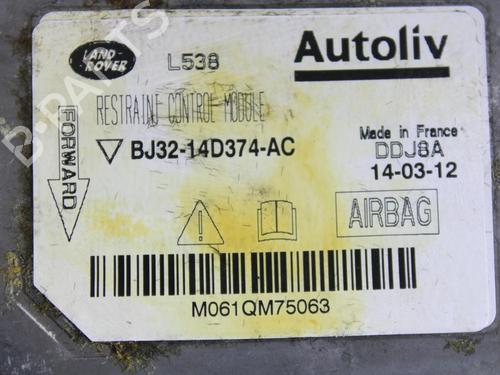 LAND
ROVER
L538
Autoliv
RESTRAINT CONTROL MODULE
FORWARD
BJ32-14D374-AC
Made in France
DDJ8A
14-03-12
AIRBAG
M061QM75063
B-PARTS